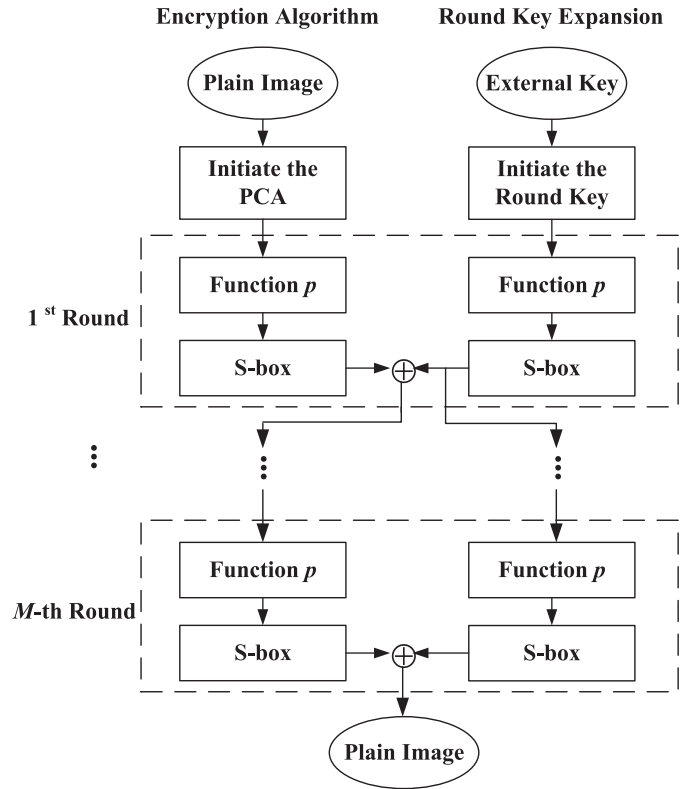 Encryption Algorithm
Round Key Expansion
Plain Image
External Key
Initiate the
PCA
Initiate the
Round Key
Function p
Function p
1 st Round
S-box
S-box
Function p
Function p
M-th Round
S-box
S-box
Plain Image